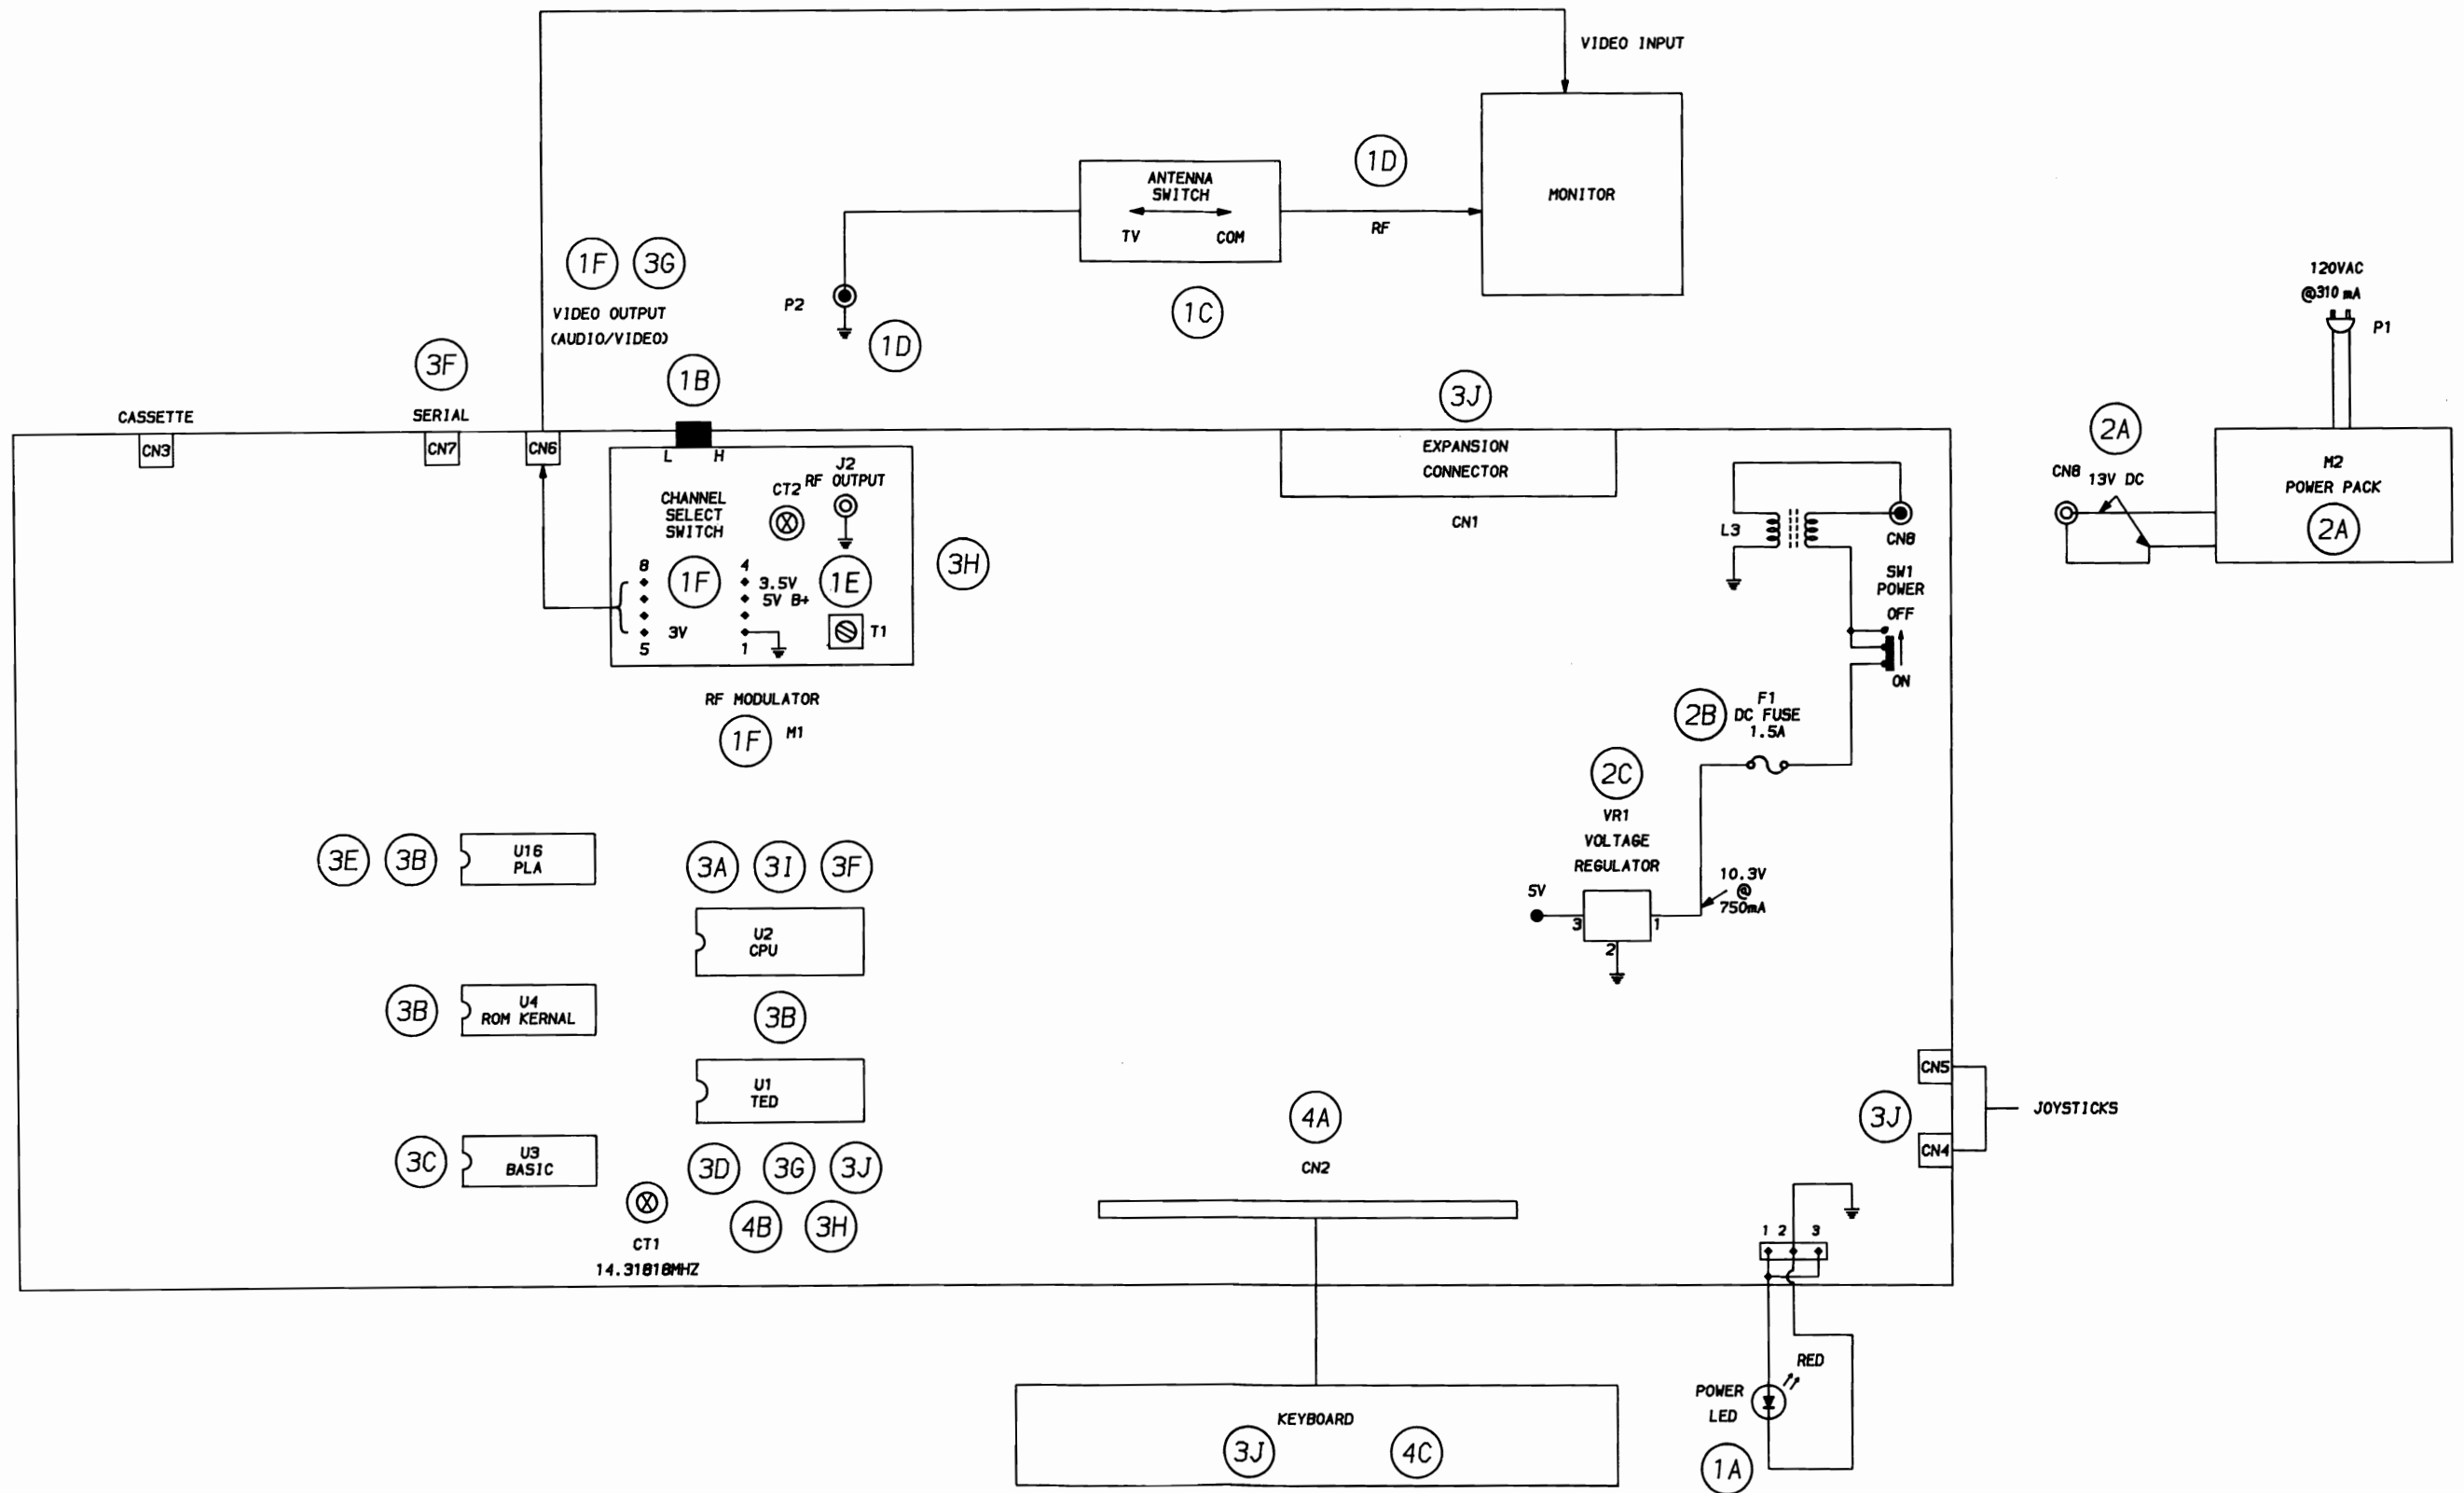 VIDEO INPUT
1D
ANTENNA
SWITCH
TV COM
RF
MONITOR
1F 3G
VIDEO OUTPUT
(AUDIO/VIDEO)
P2
1D
1C
120VAC
@310 mA
P1
3F
1B
3J
2A
CASSETTE
SERIAL
CN3
CN7
CN6
L H
J2
RF OUTPUT
CT2
CHANNEL
SELECT
SWITCH
8
1F
4
3.5V
5V B+
1E
3V
5
1
T1
3H
RF MODULATOR
1F M1
EXPANSION
CONNECTOR
CN1
L3
CN8
SW1
POWER
OFF
ON
CN8 13V DC
M2
POWER PACK
2A
2B
F1
DC FUSE
1.5A
2C
VR1
VOLTAGE
REGULATOR
5V
3
1
2
10.3V
@
750mA
3E 3B
U16
PLA
3A 3I 3F
U2
CPU
3B
U4
ROM KERNAL
3B
U1
TED
3C
U3
BASIC
3D 3G 3J
4B 3H
CT1
14.31818MHZ
4A
CN2
3J
CN5
CN4
JOYSTICKS
1 2 3
RED
POWER
LED
1A
KEYBOARD
3J 4C